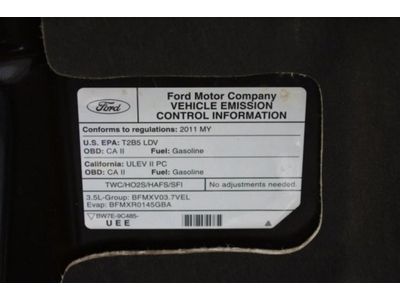 Ford
Ford Motor Company
VEHICLE EMISSION
CONTROL INFORMATION
Conforms to regulations: 2011 MY
U.S. EPA: T2B5 LDV
OBD: CA II Fuel: Gasoline
California: ULEV II PC
OBD: CA II Fuel: Gasoline
TWC/HO2S/HAFS/SFI No adjustments needed.
3.5L-Group: BFMXV03.7VEL
Evap: BFMXR0145GBA
BW7E-9C485-
UEE